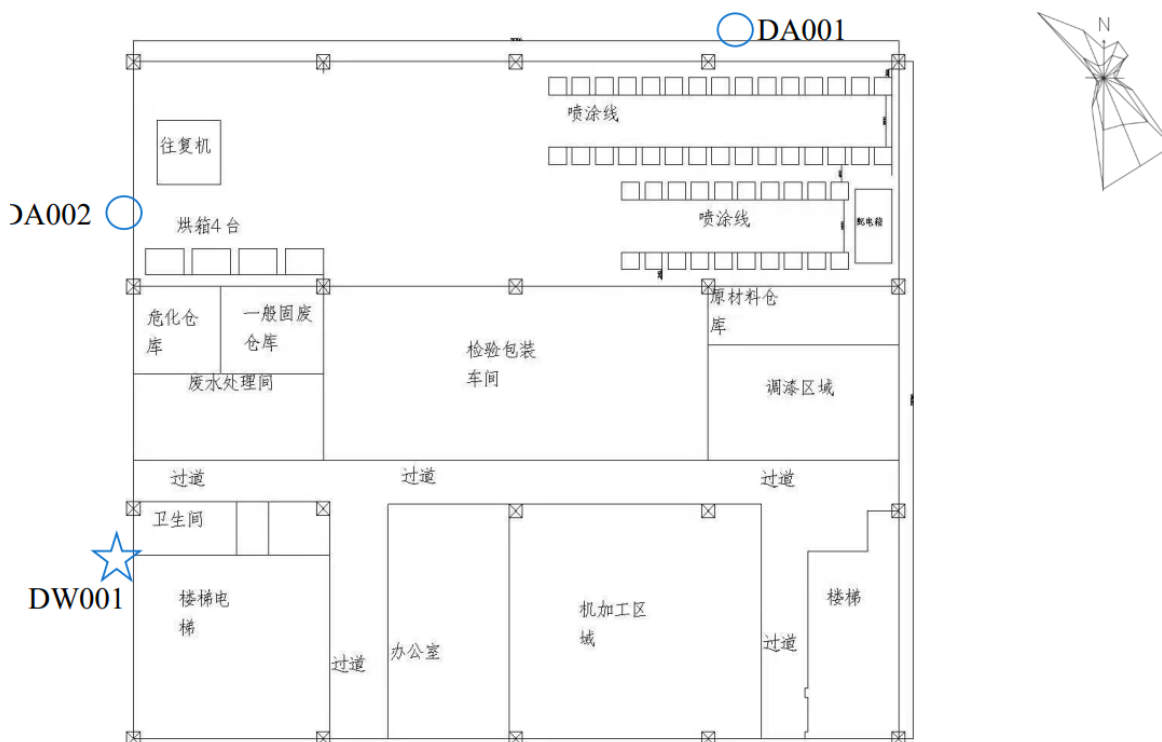 DA001
N
喷涂线
往复机
DA002
喷涂线
配电箱
烘箱4台
危化仓
库
一般固废
仓库
原材料仓
库
检验包装
车间
废水处理间
调漆区域
过道
过道
过道
卫生间
DW001
楼梯电
梯
机加工区
域
楼梯
办公室
过道
过道